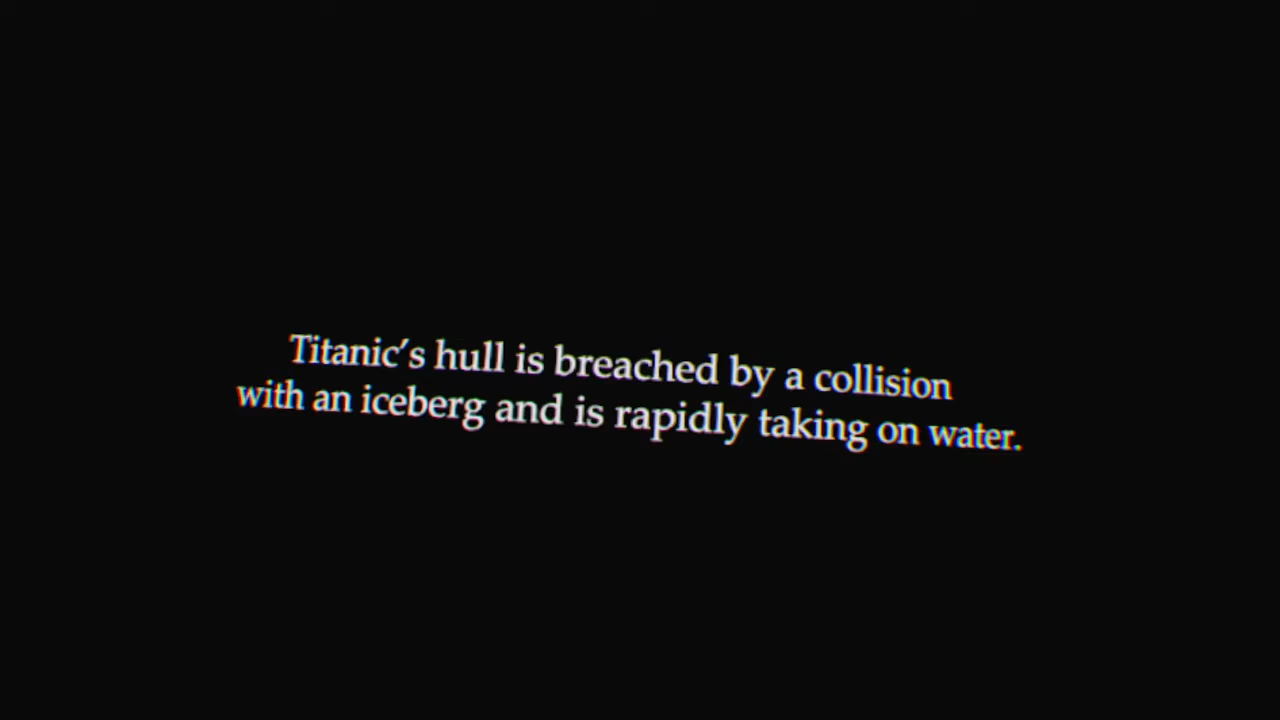 Titanic’s hull is breached by a collision
with an iceberg and is rapidly taking on water.